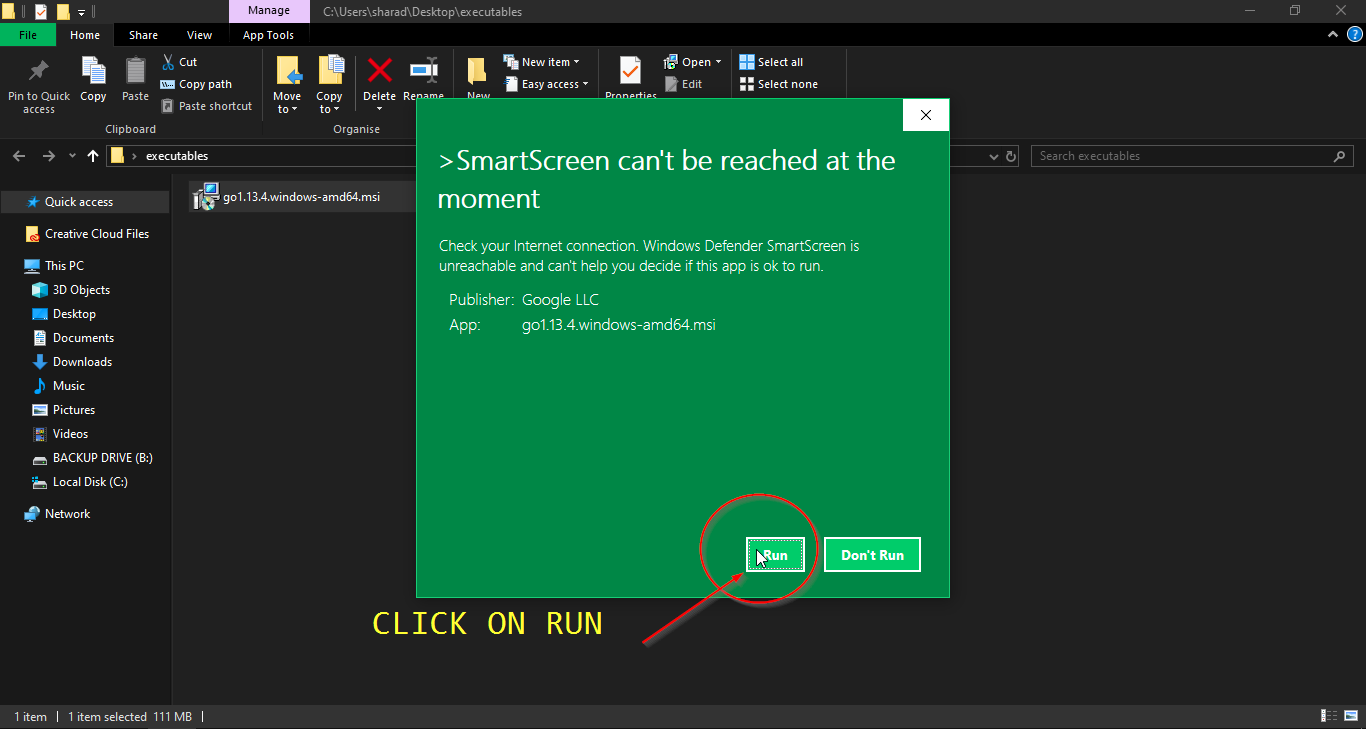 Manage
C:\Users\sharad\Desktop\executables
File
Home
Share
View
App Tools
Pin to Quick
access
Copy
Paste
Cut
Copy path
Paste shortcut
Clipboard
Move
to
Copy
to
Delete
Rename
Organise
New
New item
Easy access
Properties
Open
Edit
Select all
Select none
executables
Search executables
Quick access
Creative Cloud Files
This PC
3D Objects
Desktop
Documents
Downloads
Music
Pictures
Videos
BACKUP DRIVE (B:)
Local Disk (C:)
Network
go1.13.4.windows-amd64.msi
>SmartScreen can't be reached at the
moment
Check your Internet connection. Windows Defender SmartScreen is
unreachable and can't help you decide if this app is ok to run.
Publisher: Google LLC
App: go1.13.4.windows-amd64.msi
Run
Don't Run
CLICK ON RUN
1 item
1 item selected 111 MB